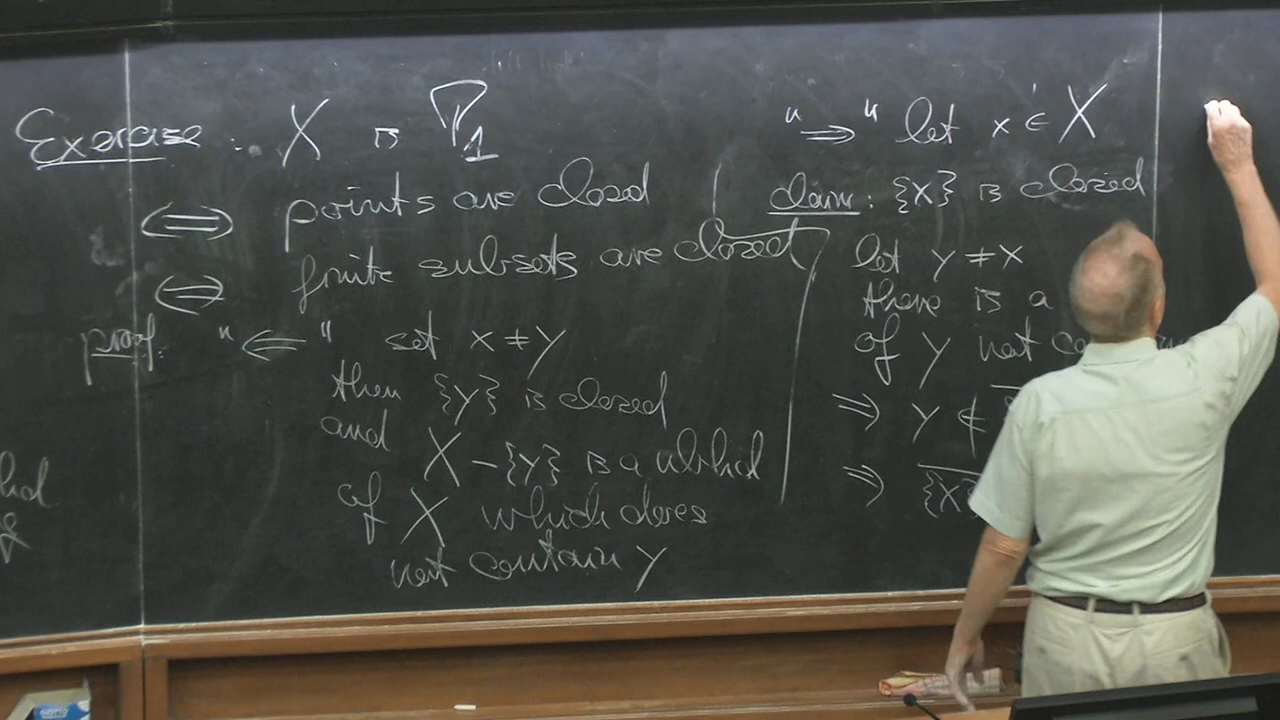 Exercise : X is T₁
⇔ points are closed
⇔ finite subsets are closed
proof: "⇐" set x ≠ y
then {y} is closed
and X - {y} is a nbhd
of X which does
not contain y
"⇒" let x ∈ X
claim: {x} is closed
let y ≠ x
there is a
of y not
⇒ y ∉
⇒ {x}